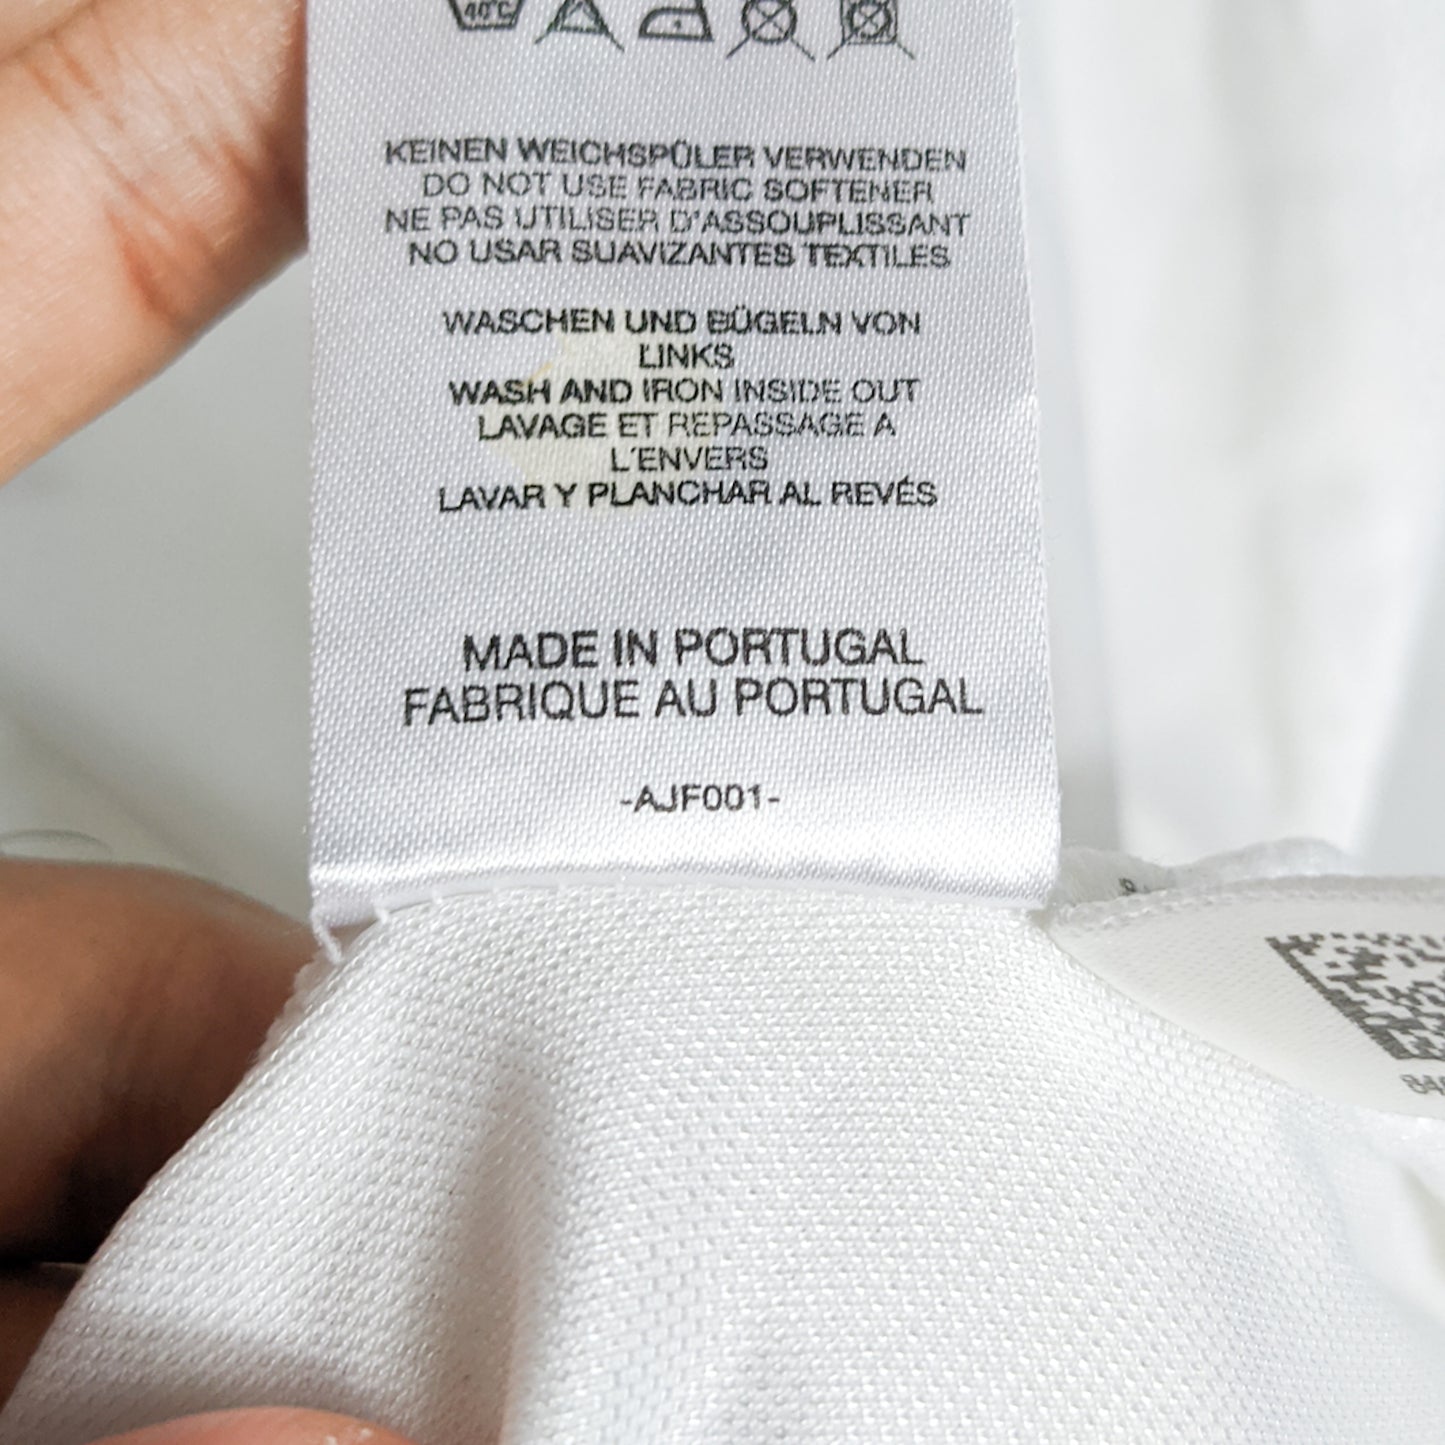 40°C
KEINEN WEICHSPÜLER VERWENDEN
DO NOT USE FABRIC SOFTENER
NE PAS UTILISER D'ASSOUPLISSANT
NO USAR SUAVIZANTES TEXTILES
WASCHEN UND BÜGELN VON
LINKS
WASH AND IRON INSIDE OUT
LAVAGE ET REPASSAGE A
L'ENVERS
LAVAR Y PLANCHAR AL REVÉS
MADE IN PORTUGAL
FABRIQUE AU PORTUGAL
-AJF001-